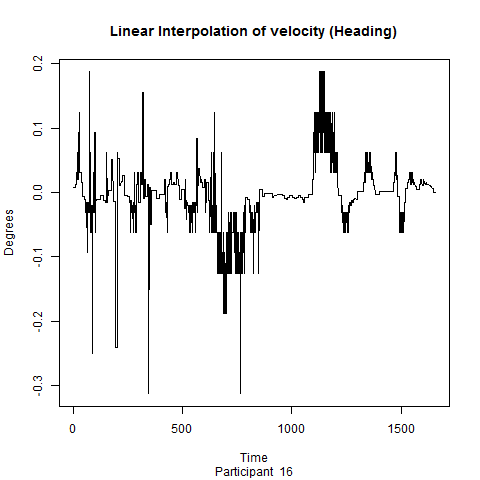 Linear Interpolation of velocity (Heading)
0.2
0.1
0.0
-0.1
-0.2
-0.3
Degrees
0 500 1000 1500
Time
Participant 16